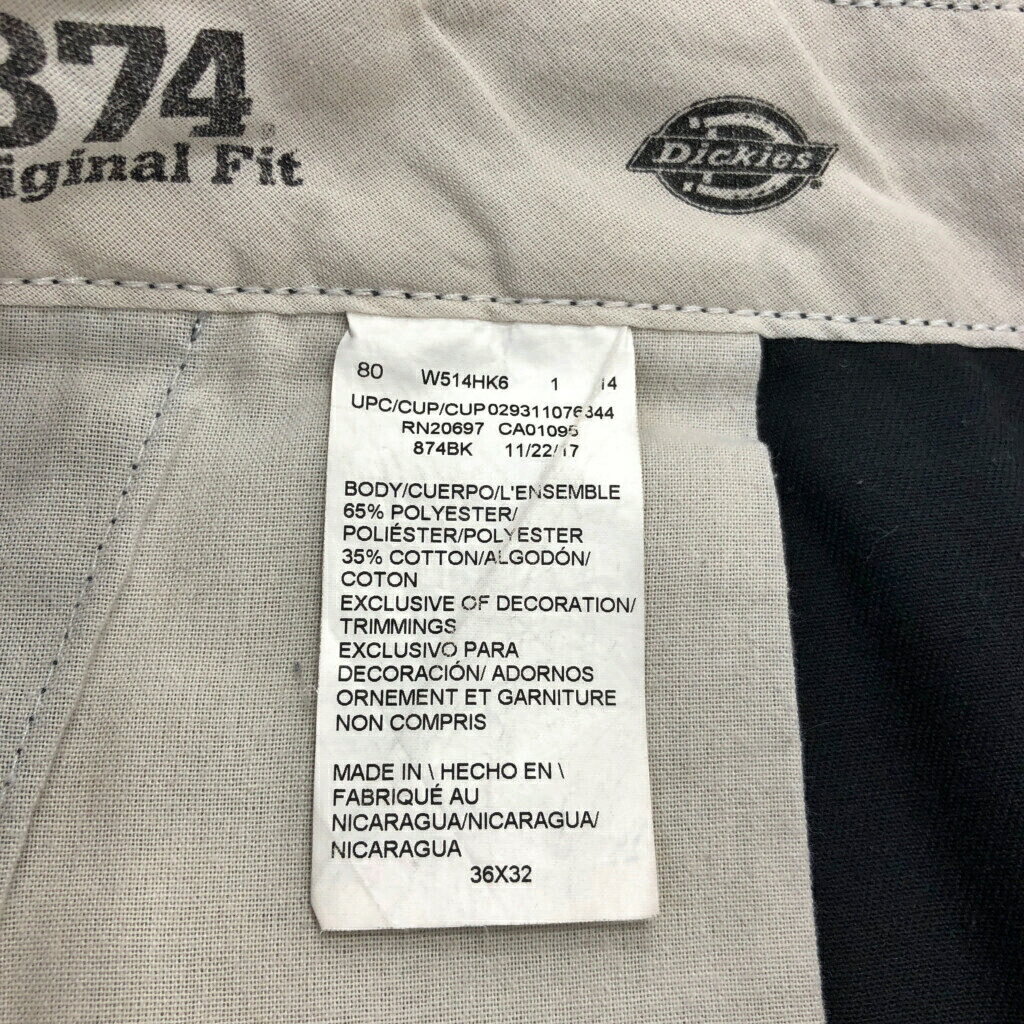 874
iginal Fit
Dickies
80 W514HK6 1 14
UPC/CUP/CUP 029311076344
RN20697 CA01095
874BK 11/22/17
BODY/CUERPO/L'ENSEMBLE
65% POLYESTER/
POLIÉSTER/POLYESTER
35% COTTON/ALGODÓN/
COTON
EXCLUSIVE OF DECORATION/
TRIMMINGS
EXCLUSIVO PARA
DECORACIÓN/ ADORNOS
ORNEMENT ET GARNITURE
NON COMPRIS
MADE IN \ HECHO EN \
FABRIQUÉ AU
NICARAGUA/NICARAGUA/
NICARAGUA
36X32